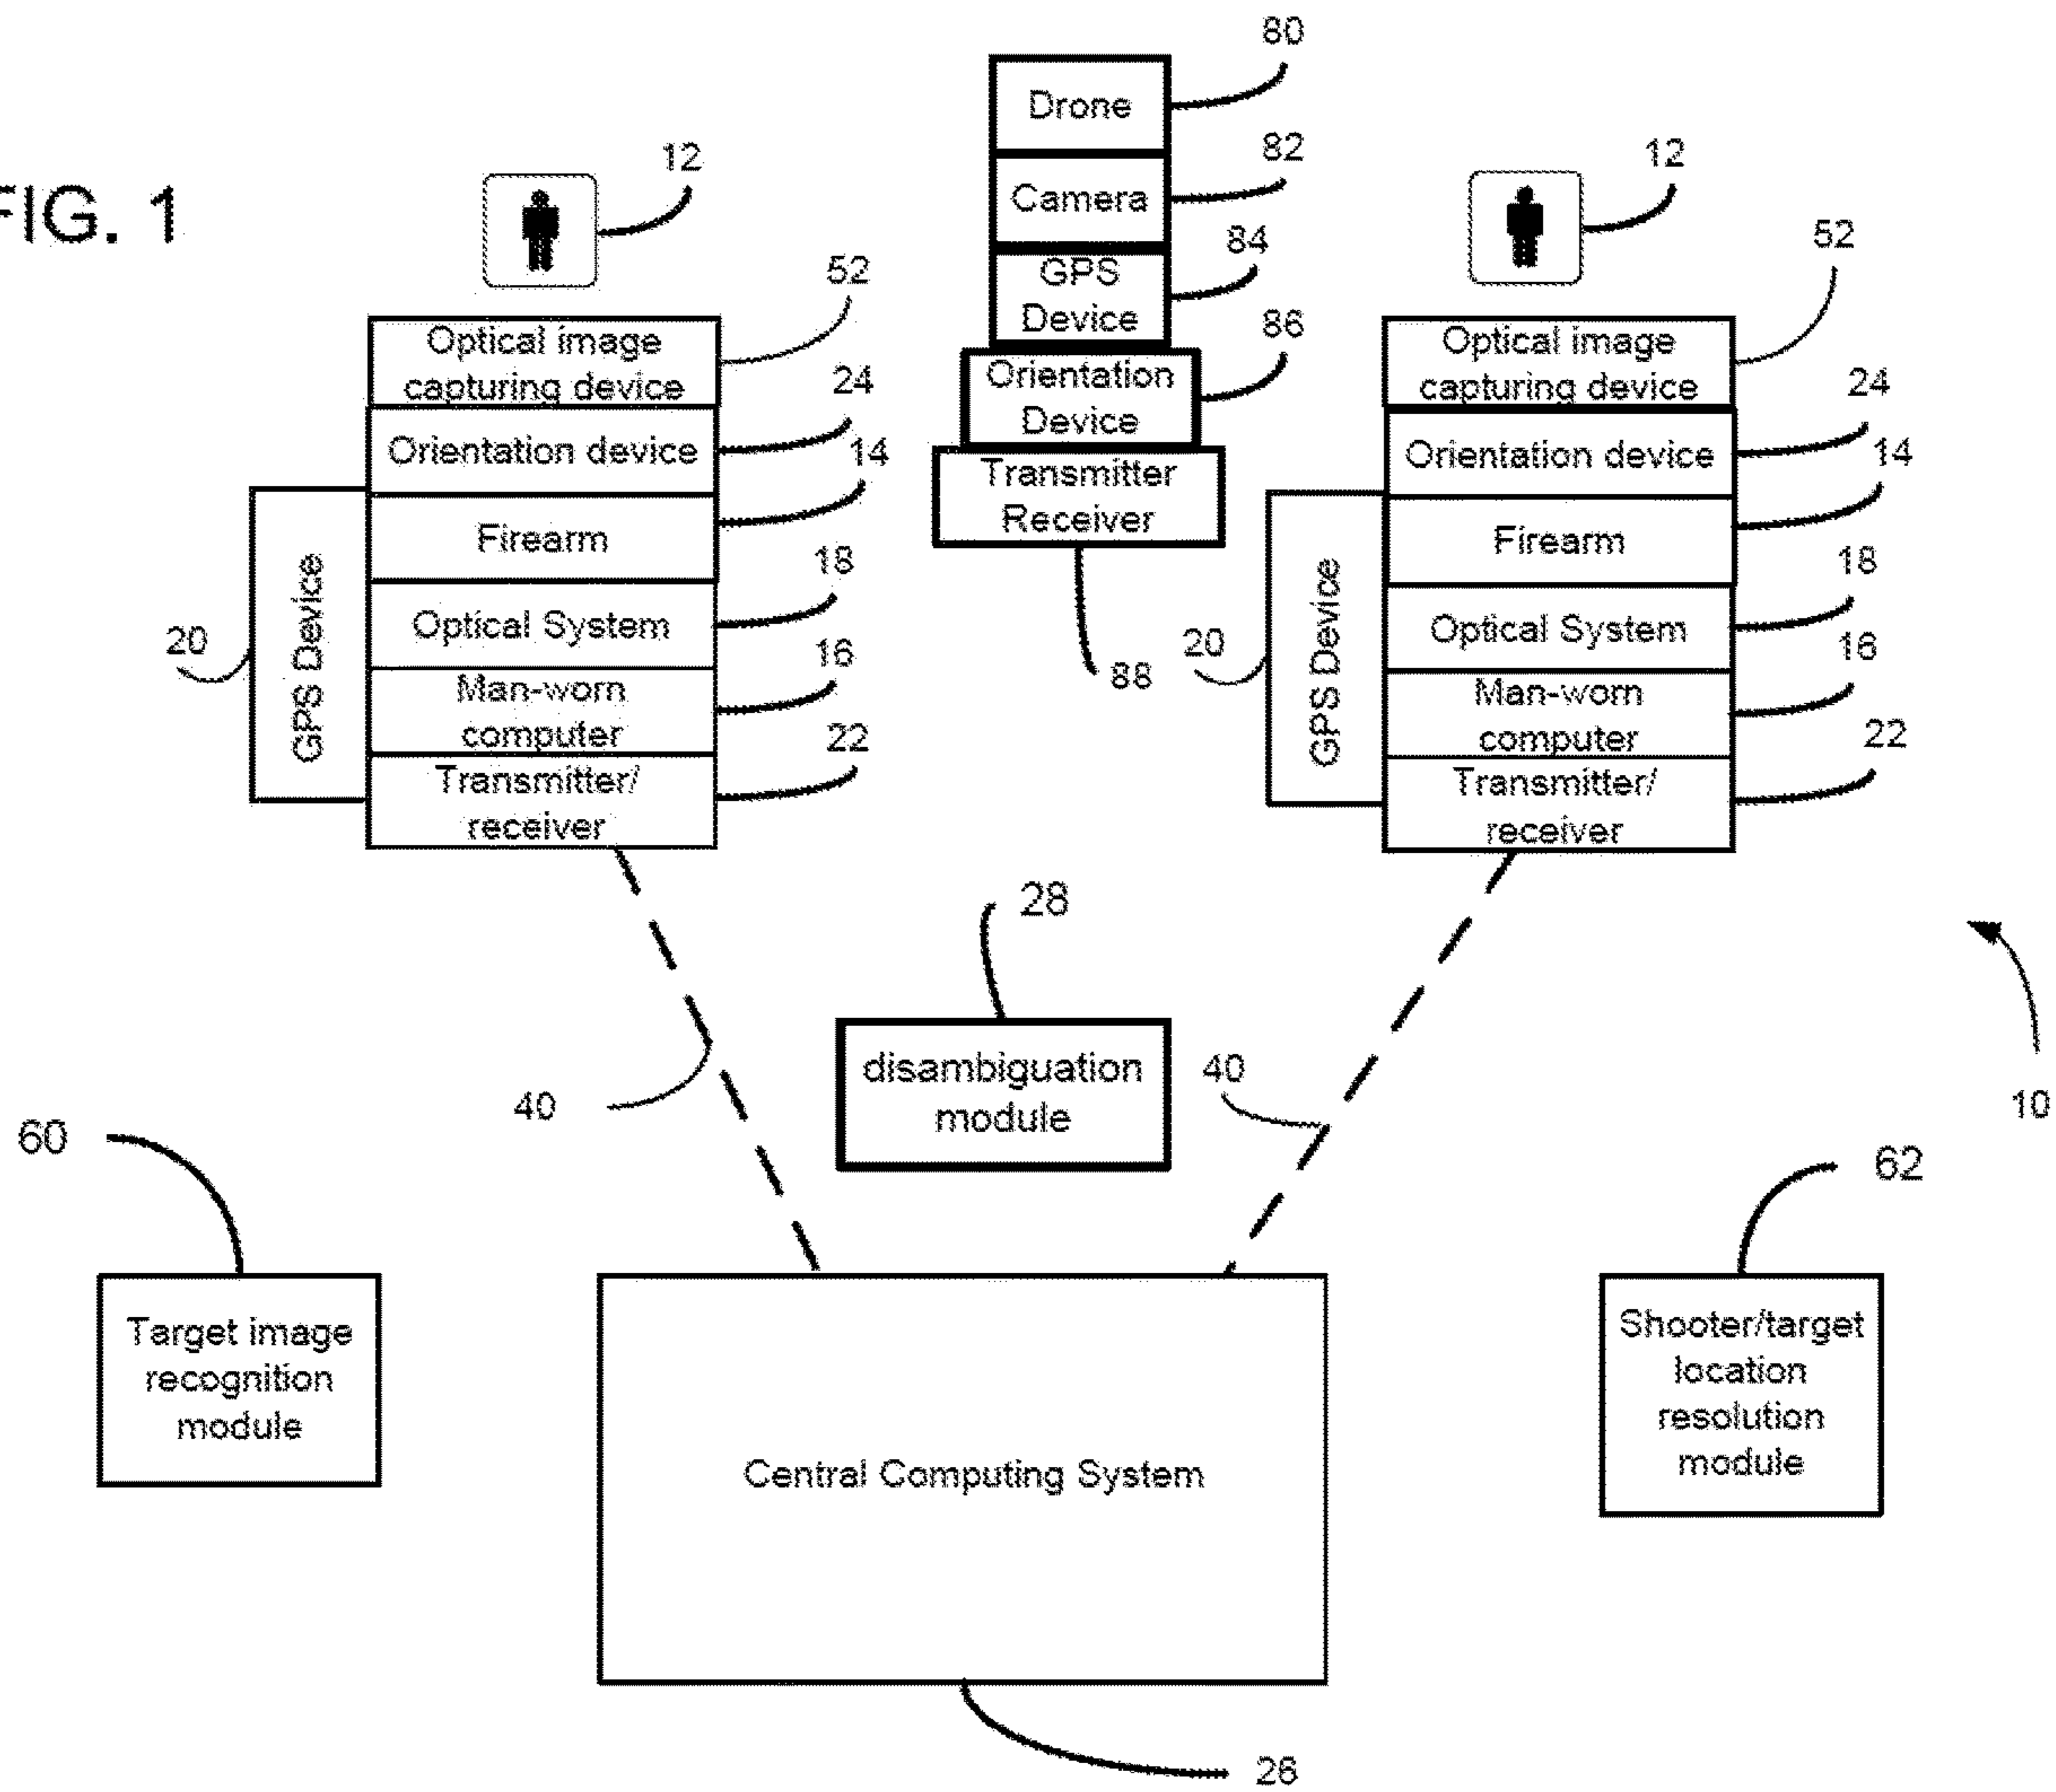 FIG. 1
80
Drone
12
82
Camera
12
84
GPS
Device
52
52
86
Optical image
capturing device
Orientation
Device
Optical image
capturing device
24
24
Orientation device
14
Transmitter
Receiver
Orientation device
14
Firearm
Firearm
18
18
GPS Device
20
Optical System
88
20
GPS Device
Optical System
16
16
Man-worn
computer
Man-worn
computer
22
22
Transmitter/
receiver
Transmitter/
receiver
28
disambiguation
module
40
40
10
60
62
Target image
recognition
module
Shooter/target
location
resolution
module
Central Computing System
26